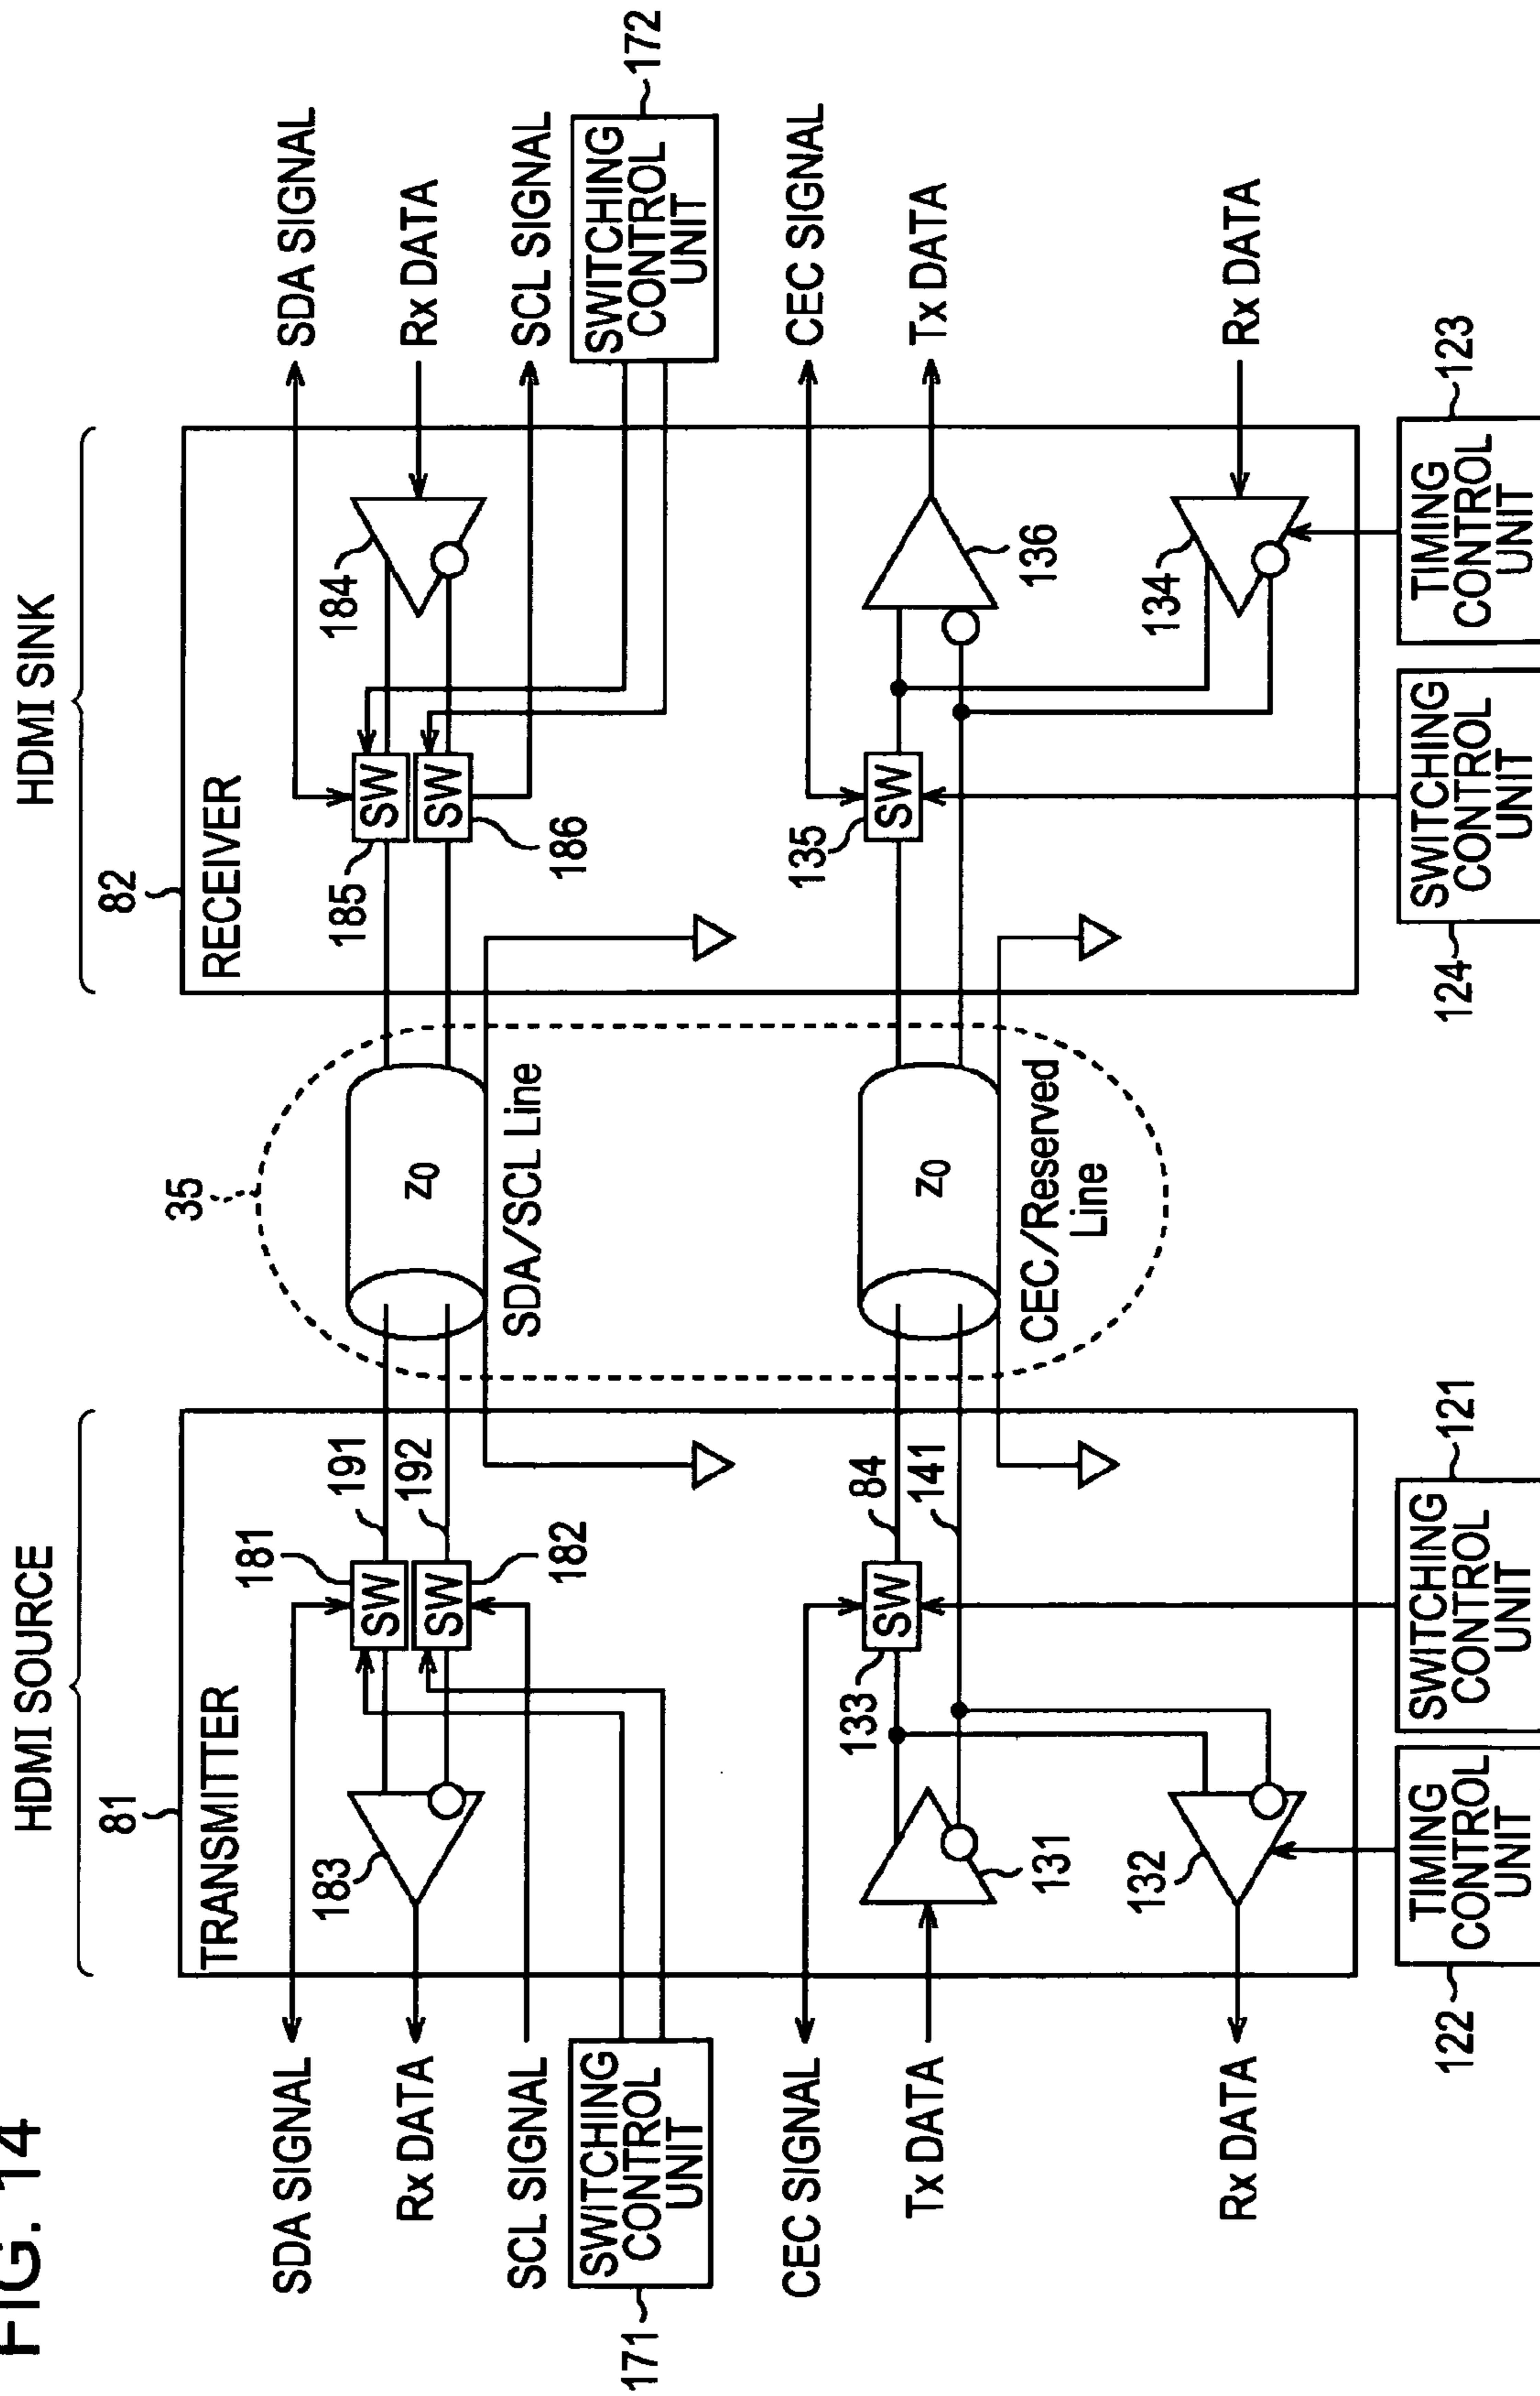 FIG. 14
HDMI SOURCE
HDMI SINK
81
TRANSMITTER
35
82
RECEIVER
SDA SIGNAL
Rx DATA
SCL SIGNAL
SWITCHING
CONTROL
UNIT
171
183
181
182
191
192
Z0
SDA/SCL Line
SW
SW
SW
SW
185
186
184
SDA SIGNAL
Rx DATA
SCL SIGNAL
SWITCHING
CONTROL
UNIT
172
CEC SIGNAL
Tx DATA
Rx DATA
131
132
133
SW
84
141
Z0
CEC/Reserved
Line
135
SW
136
134
CEC SIGNAL
Tx DATA
Rx DATA
122
TIMING
CONTROL
UNIT
SWITCHING
CONTROL
UNIT
121
124
SWITCHING
CONTROL
UNIT
TIMING
CONTROL
UNIT
123